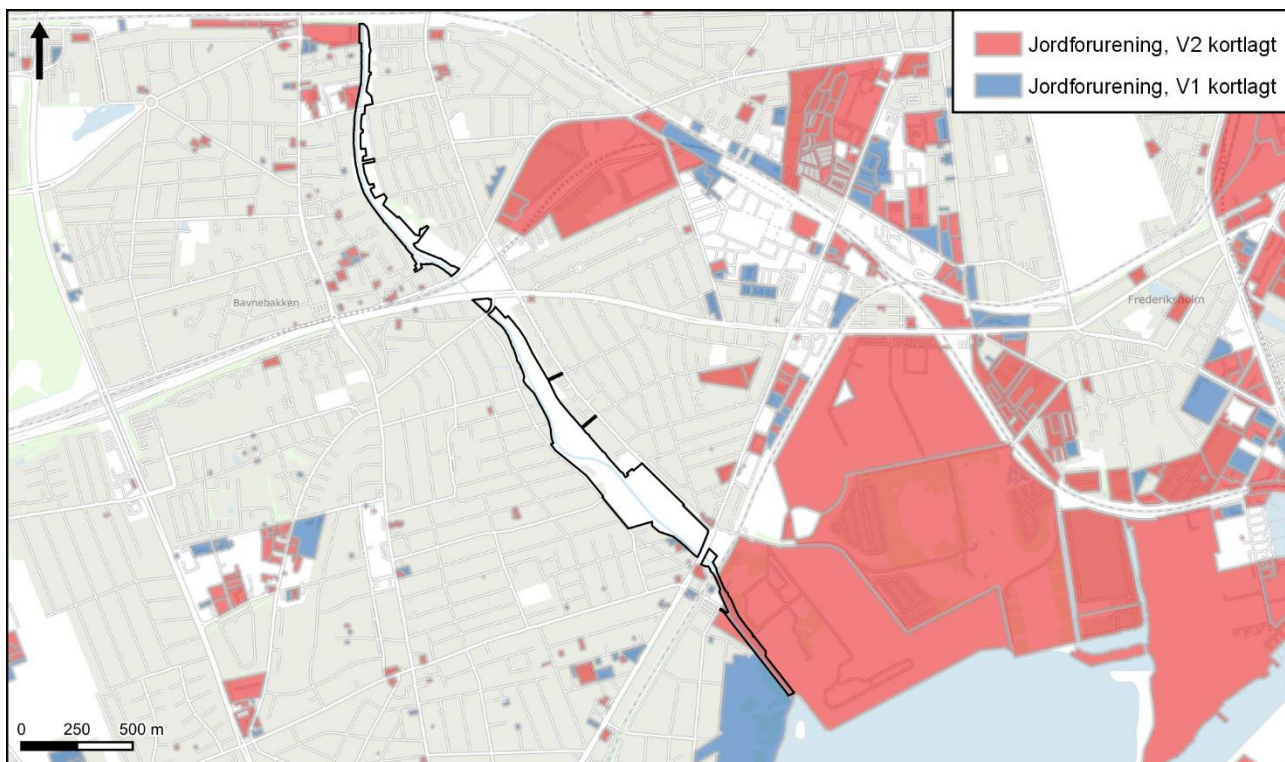 Jordforurening, V2 kortlagt
Jordforurening, V1 kortlagt
Bavnebakken
Frederiksholm
0 250 500 m